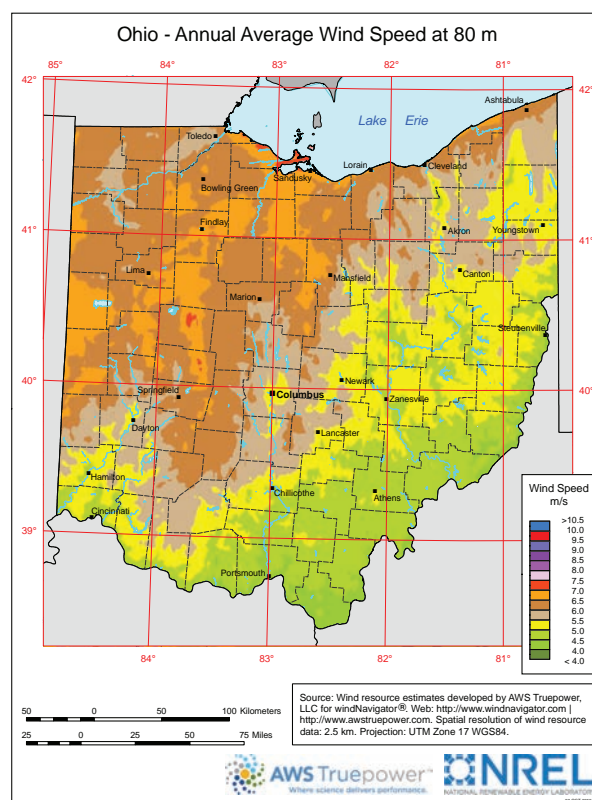 Ohio - Annual Average Wind Speed at 80 m
85° 84° 83° 82° 81°
42° 42°
Ashtabula
Lake Erie
Toledo
Cleveland
Lorain
Sandusky
Bowling Green
Findlay
Akron
Youngstown
41° 41°
Lima
Mansfield
Canton
Marion
Steubenville
40° 40°
Newark
Springfield
Columbus
Zanesville
Dayton
Lancaster
Hamilton
Chillicothe
Athens
Cincinnati
39° 39°
Portsmouth
84° 83° 82° 81°
Wind Speed
m/s
>10.5
10.0
9.5
9.0
8.5
8.0
7.5
7.0
6.5
6.0
5.5
5.0
4.5
4.0
< 4.0
50 0 50 100 Kilometers
25 0 25 50 75 Miles
Source: Wind resource estimates developed by AWS Truepower,
LLC for windNavigator®. Web: http://www.windnavigator.com |
http://www.awstruepower.com. Spatial resolution of wind resource
data: 2.5 km. Projection: UTM Zone 17 WGS84.
AWS Truepower™
Where science delivers performance.
NREL
NATIONAL RENEWABLE ENERGY LABORATORY